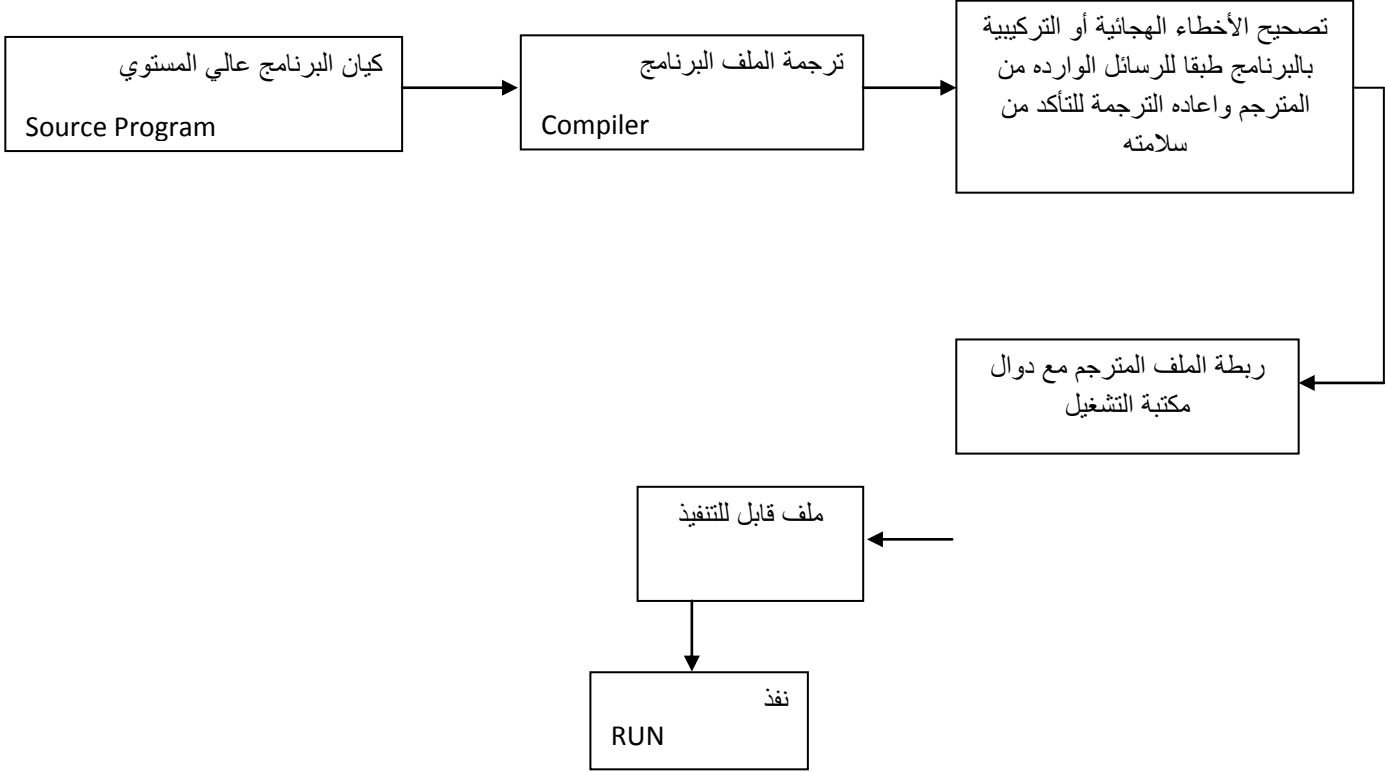 كيان البرنامج عالي المستوي
Source Program
ترجمة الملف البرنامج
Compiler
تصحيح الأخطاء الهجائية أو التركيبية
بالبرنامج طبقا للرسائل الوارده من
المترجم واعاده الترجمة للتأكد من
سلامته
ربطة الملف المترجم مع دوال
مكتبة التشغيل
ملف قابل للتنفيذ
نفذ
RUN